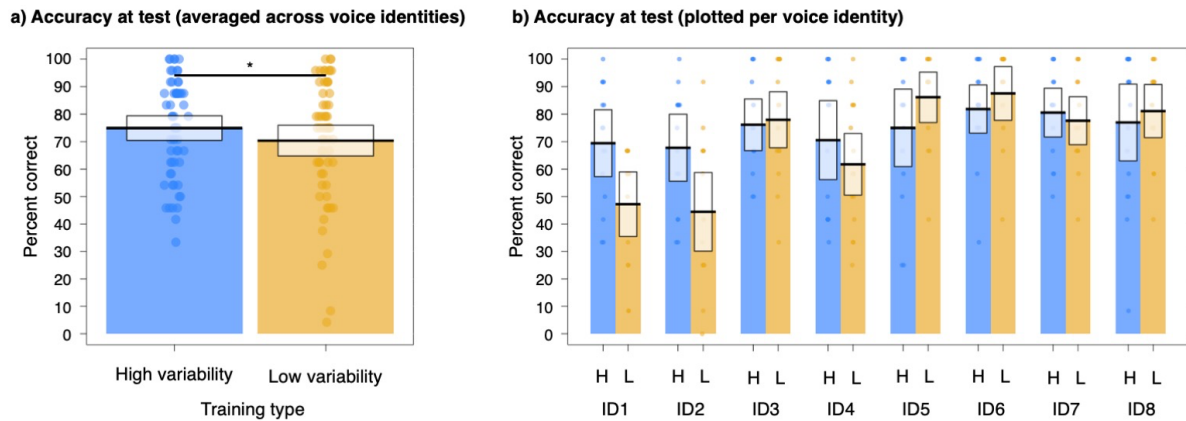 a) Accuracy at test (averaged across voice identities)
Percent correct
100
90
80
70
60
50
40
30
20
10
0
*
High variability Low variability
Training type
b) Accuracy at test (plotted per voice identity)
Percent correct
100
90
80
70
60
50
40
30
20
10
0
H L H L H L H L H L H L H L H L
ID1 ID2 ID3 ID4 ID5 ID6 ID7 ID8